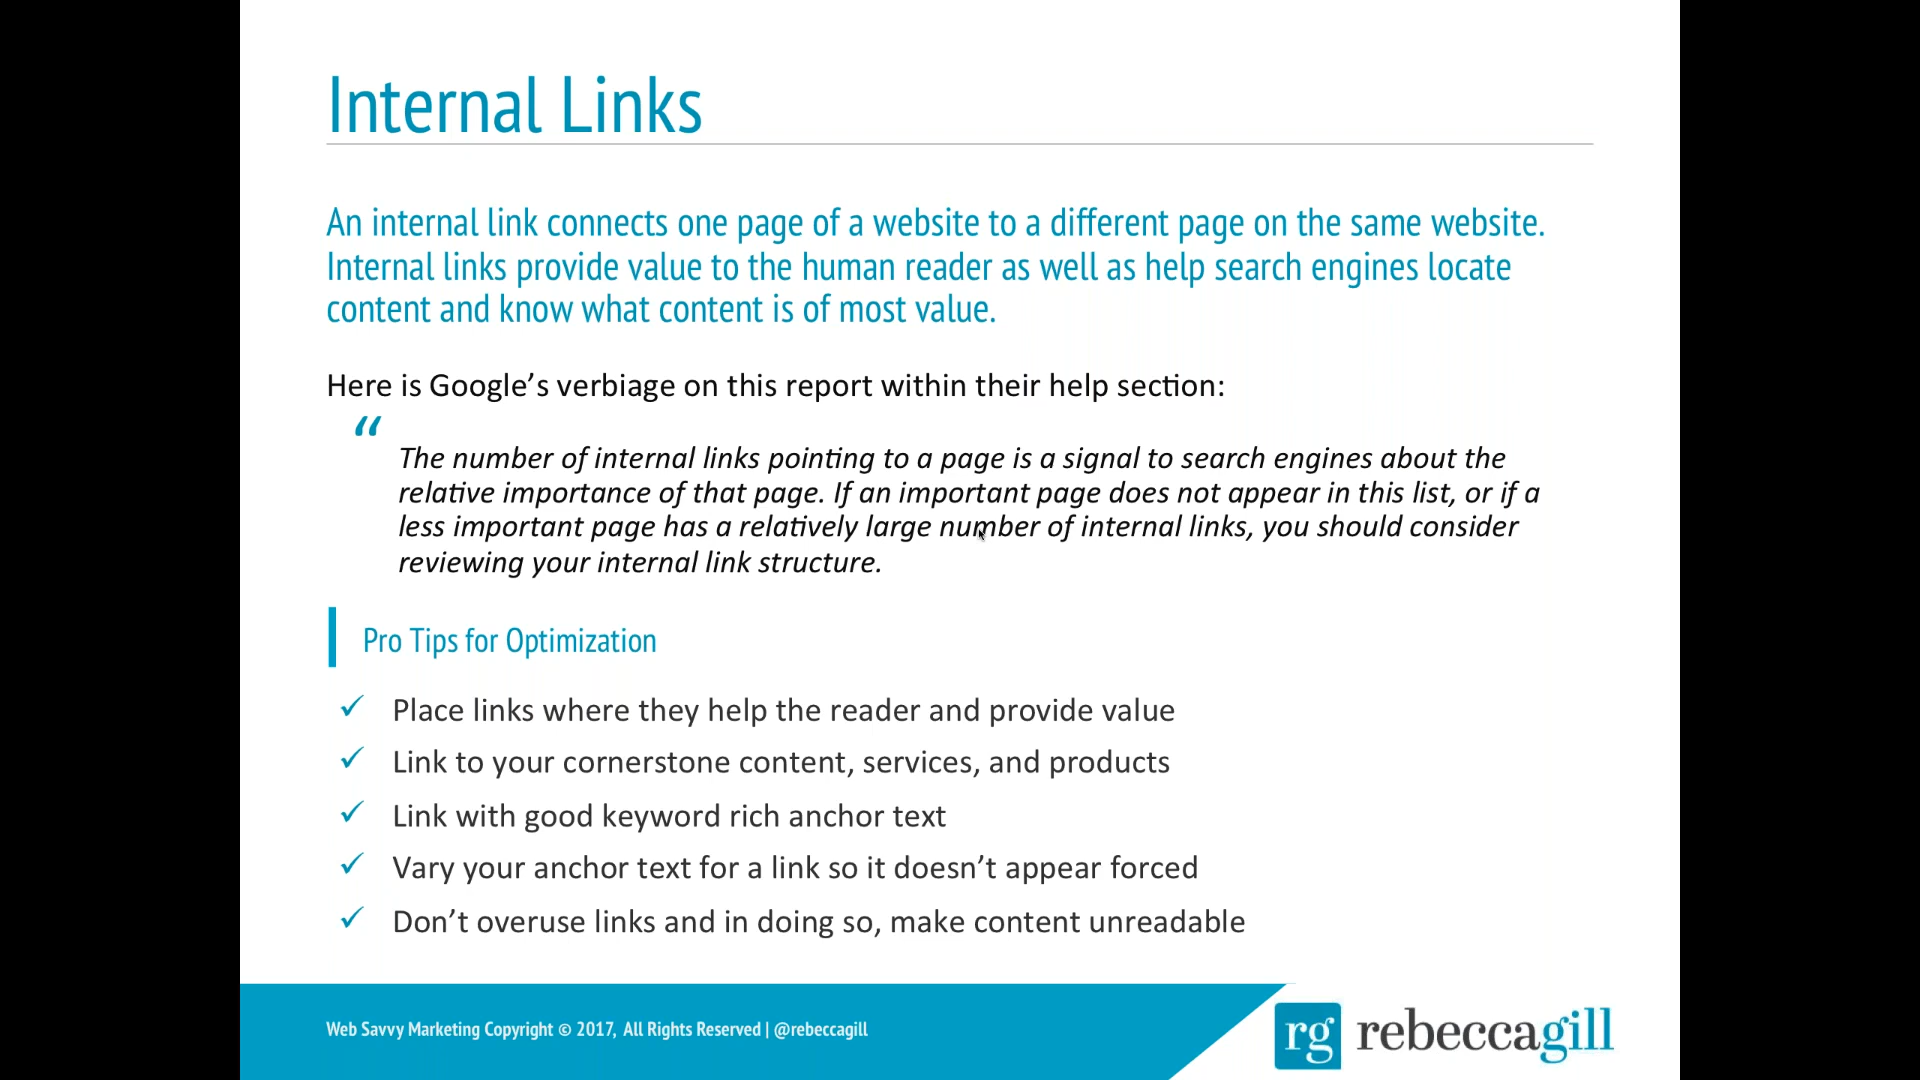 Internal Links
An internal link connects one page of a website to a different page on the same website.
Internal links provide value to the human reader as well as help search engines locate
content and know what content is of most value.
Here is Google’s verbiage on this report within their help section:
“
The number of internal links pointing to a page is a signal to search engines about the
relative importance of that page. If an important page does not appear in this list, or if a
less important page has a relatively large number of internal links, you should consider
reviewing your internal link structure.
Pro Tips for Optimization
✓ Place links where they help the reader and provide value
✓ Link to your cornerstone content, services, and products
✓ Link with good keyword rich anchor text
✓ Vary your anchor text for a link so it doesn’t appear forced
✓ Don’t overuse links and in doing so, make content unreadable
Web Savvy Marketing Copyright © 2017, All Rights Reserved | @rebeccagill
rg rebeccagill